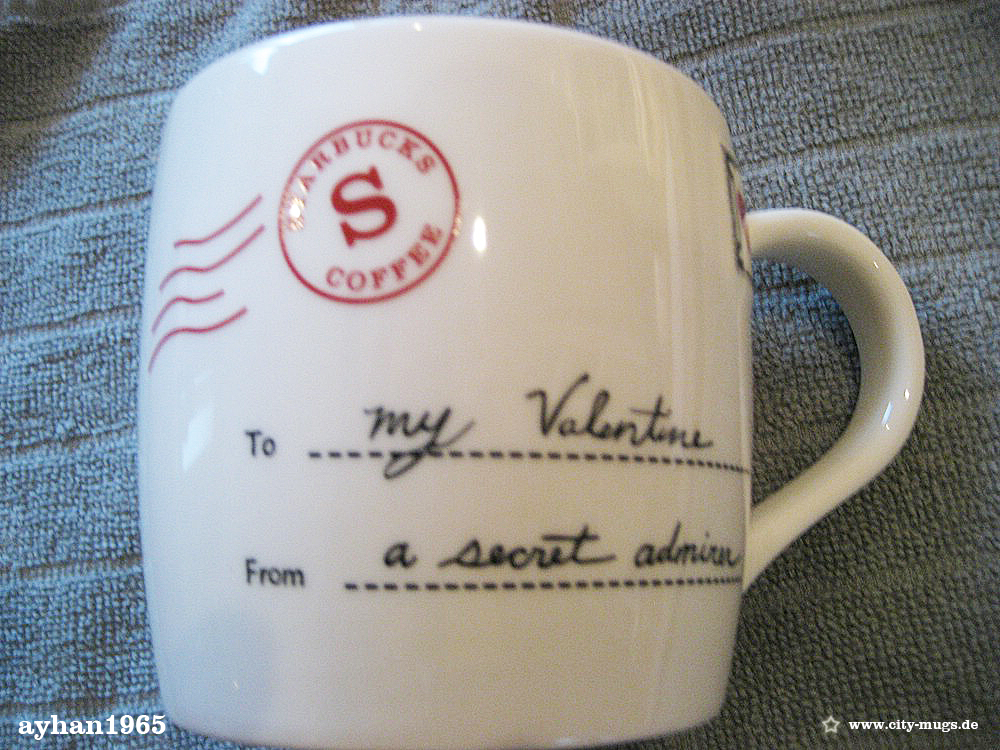 STARBUCKS
S
COFFEE
To my Valentine
From a secret admirer
ayhan1965
www.city-mugs.de